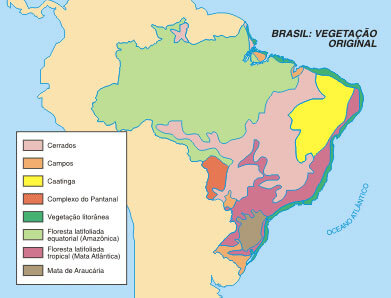 BRASIL: VEGETAÇÃO
ORIGINAL
Cerrados
Campos
Caatinga
Complexo do Pantanal
Vegetação litorânea
Floresta latifoliada
equatorial (Amazônica)
Floresta latifoliada
tropical (Mata Atlântica)
Mata de Araucária
OCEANO ATLÂNTICO